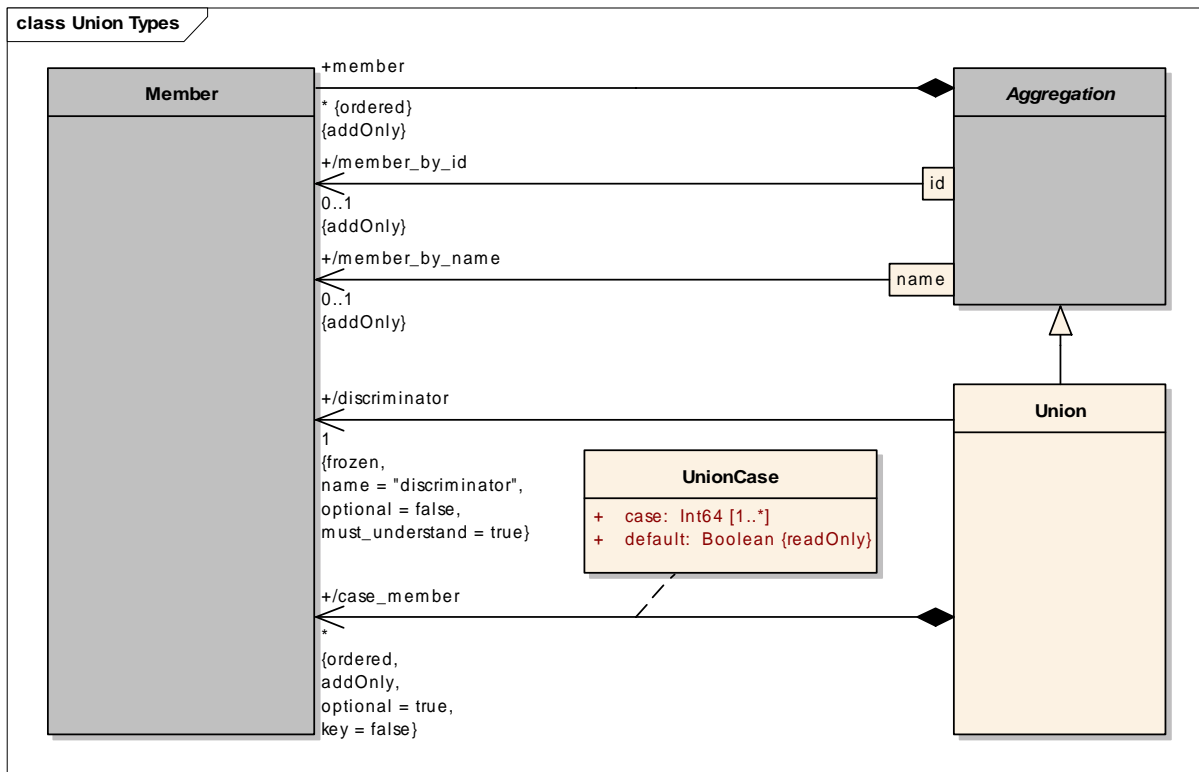 class Union Types
Member
Aggregation
+member
* {ordered}
{addOnly}
+/member_by_id
id
0..1
{addOnly}
+/member_by_name
name
0..1
{addOnly}
+/discriminator
Union
1
{frozen,
name = "discriminator",
optional = false,
must_understand = true}
UnionCase
+ case: Int64 [1..*]
+ default: Boolean {readOnly}
+/case_member
*
{ordered,
addOnly,
optional = true,
key = false}